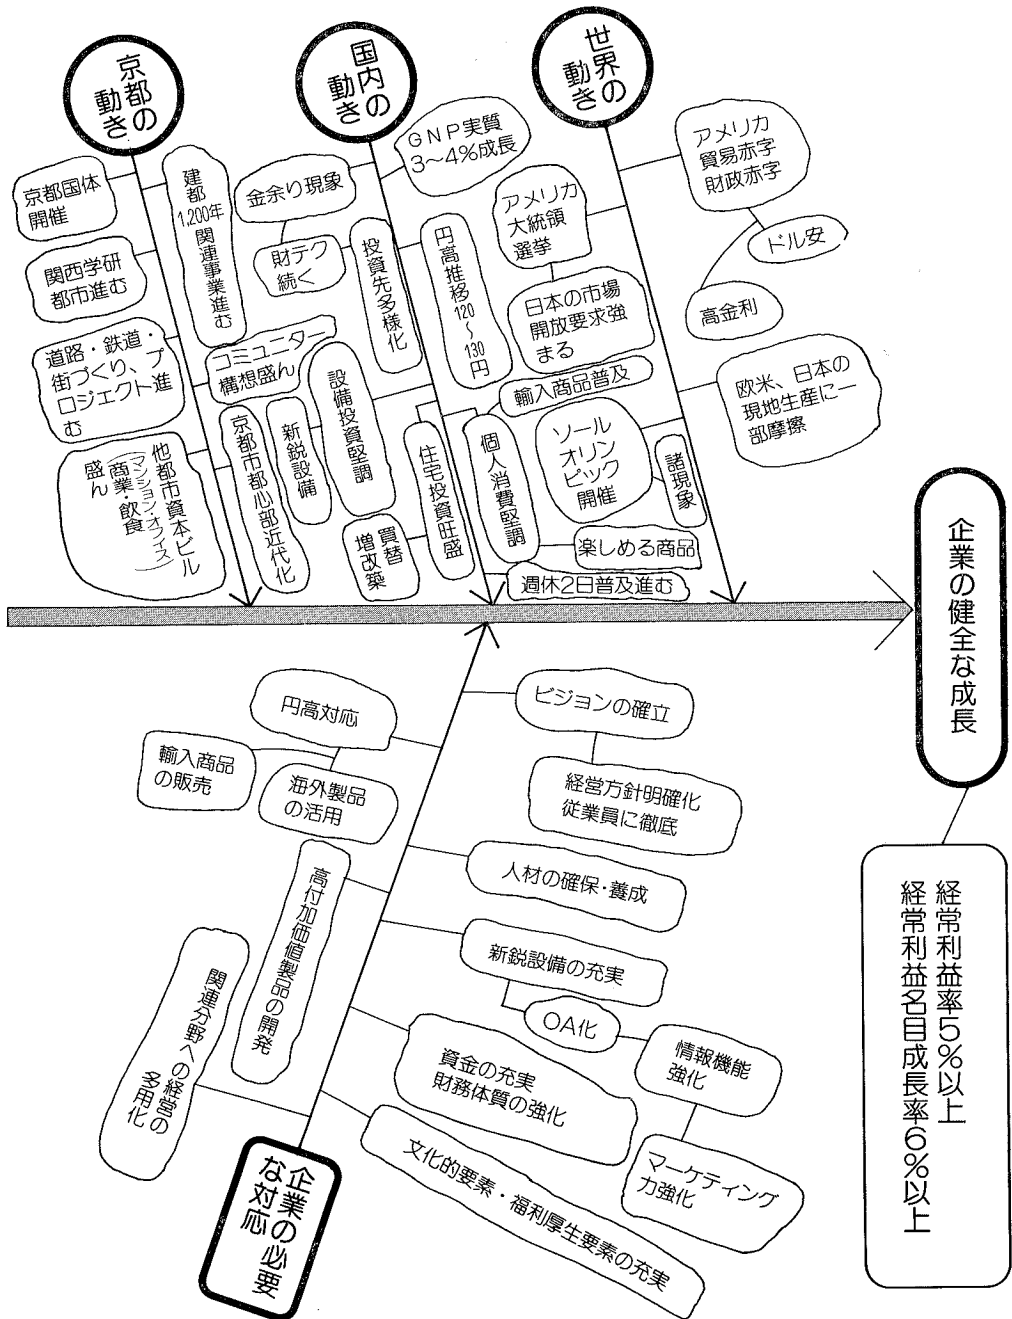 京都の
動き
国内の
動き
世界の
動き
京都国体
開催
建都
1,200年
関連事業進む
関西学研
都市進む
道路・鉄道・
街づくり、プ
ロジェクト進
む
他都市資本ビル
(マンション・オフィス)
商業・飲食
盛ん
コミュニター
構想盛ん
京都市都心部近代化
金余り現象
財テク
続く
GNP実質
3〜4%成長
投資先多様化
円高推移120〜130円
設備投資堅調
新鋭設備
住宅投資旺盛
買替
増改築
個人消費堅調
輸入商品普及
楽しめる商品
週休2日普及進む
アメリカ
大統領
選挙
日本の市場
開放要求強
まる
ソール
オリン
ピック
開催
諸現象
アメリカ
貿易赤字
財政赤字
ドル安
高金利
欧米、日本の
現地生産に一
部摩擦
企業の健全な成長
経常利益率5%以上
経常利益名目成長率6%以上
円高対応
輸入商品
の販売
海外製品
の活用
高付加価値製品の開発
関連分野への経営の
多用化
ビジョンの確立
経営方針明確化
従業員に徹底
人材の確保・養成
新鋭設備の充実
OA化
情報機能
強化
マーケティング
力強化
資金の充実
財務体質の強化
文化的要素・福利厚生要素の充実
企業の必要
な対応